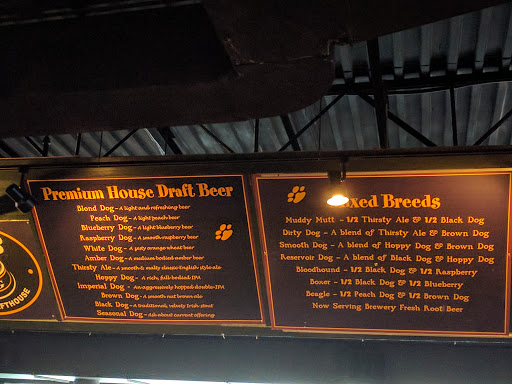 Premium House Draft Beer
Blond Dog - A light and refreshing beer
Peach Dog - A light peach beer
Blueberry Dog - A light blueberry beer
Raspberry Dog - A smooth raspberry beer
White Dog - A zesty orange wheat beer
Amber Dog - A medium bodied amber beer
Thirsty Ale - A smooth & malty classic English style ale
Hoppy Dog - A rich, full-bodied IPA
Imperial Dog - An aggressively hopped double-IPA
Brown Dog - A smooth nut brown ale
Black Dog - A traditional, velvety Irish stout
Seasonal Dog - Ask about current offering
xed Breeds
Muddy Mutt - 1/2 Thirsty Ale & 1/2 Black Dog
Dirty Dog - A blend of Thirsty Ale & Brown Dog
Smooth Dog - A blend of Hoppy Dog & Brown Dog
Reservoir Dog - A blend of Black Dog & Hoppy Dog
Bloodhound - 1/2 Black Dog & 1/2 Raspberry
Boxer - 1/2 Black Dog & 1/2 Blueberry
Beagle - 1/2 Peach Dog & 1/2 Brown Dog
Now Serving Brewery Fresh Root Beer